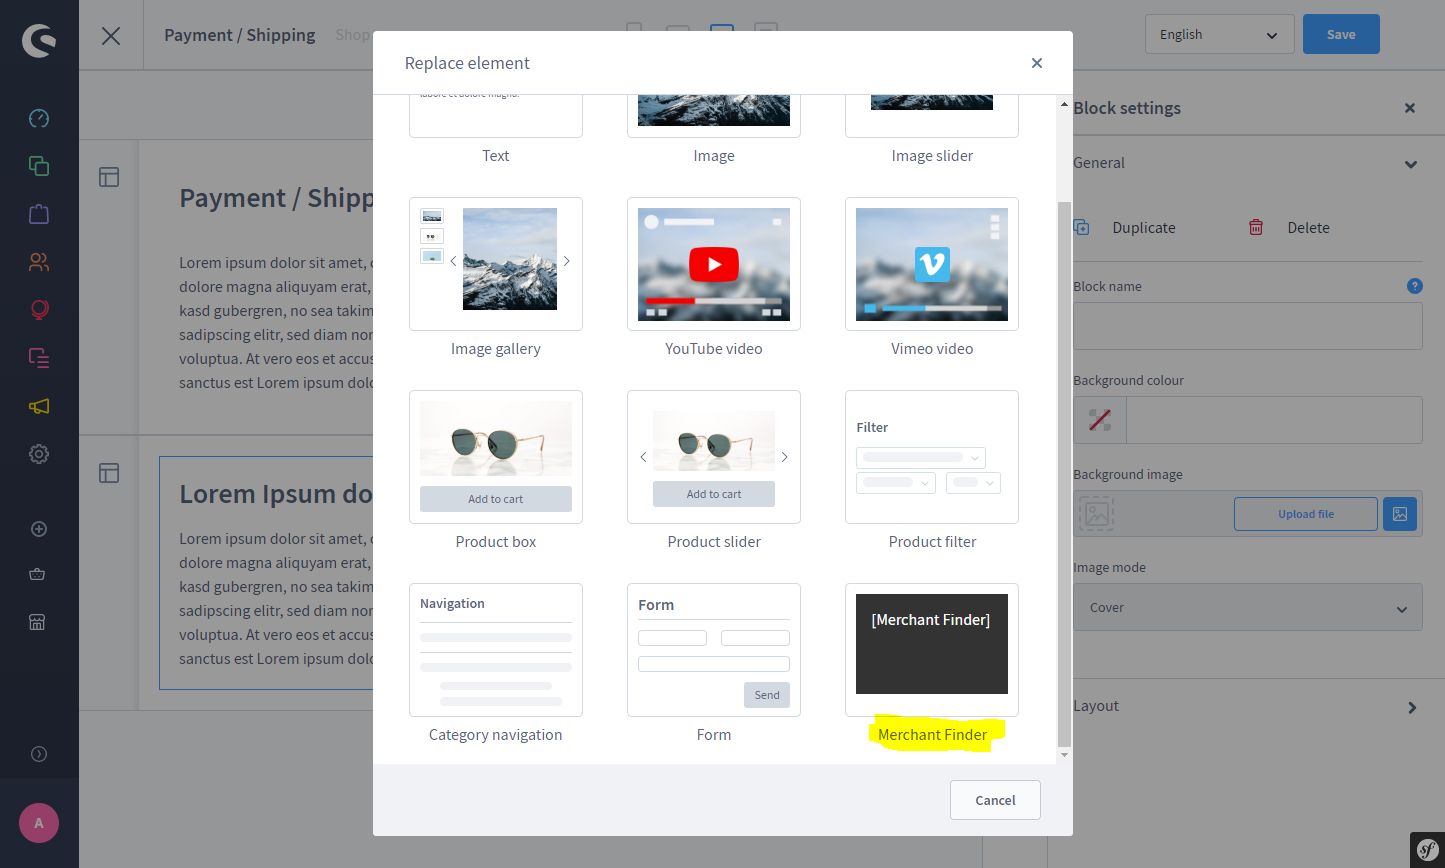 Payment / Shipping
Shop
English
Save
Replace element
labore et dolore magna.
Text
Image
Image slider
Image gallery
YouTube video
Vimeo video
Add to cart
Product box
Add to cart
Product slider
Filter
Product filter
Navigation
Category navigation
Form
Send
Form
[Merchant Finder]
Merchant Finder
Cancel
Payment / Shipp
Lorem ipsum dolor sit amet,
dolore magna aliquyam erat,
kasd gubergren, no sea takim
sadipscing elitr, sed diam non
voluptua. At vero eos et accus
sanctus est Lorem ipsum dolo
Lorem Ipsum do
Lorem ipsum dolor sit amet,
dolore magna aliquyam erat,
kasd gubergren, no sea takim
sadipscing elitr, sed diam non
voluptua. At vero eos et accus
sanctus est Lorem ipsum dolo
Block settings
General
Duplicate
Delete
Block name
?
Background colour
Background image
Upload file
Image mode
Cover
Layout
A
sf